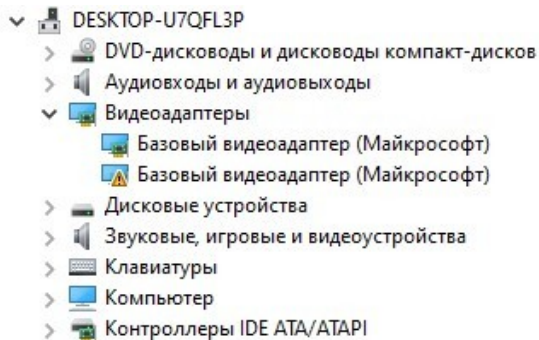 DESKTOP-U7QFL3P
DVD-дисководы и дисководы компакт-дисков
Аудиовходы и аудиовыходы
Видеоадаптеры
Базовый видеоадаптер (Майкрософт)
Базовый видеоадаптер (Майкрософт)
Дисковые устройства
Звуковые, игровые и видеоустройства
Клавиатуры
Компьютер
Контроллеры IDE ATA/ATAPI